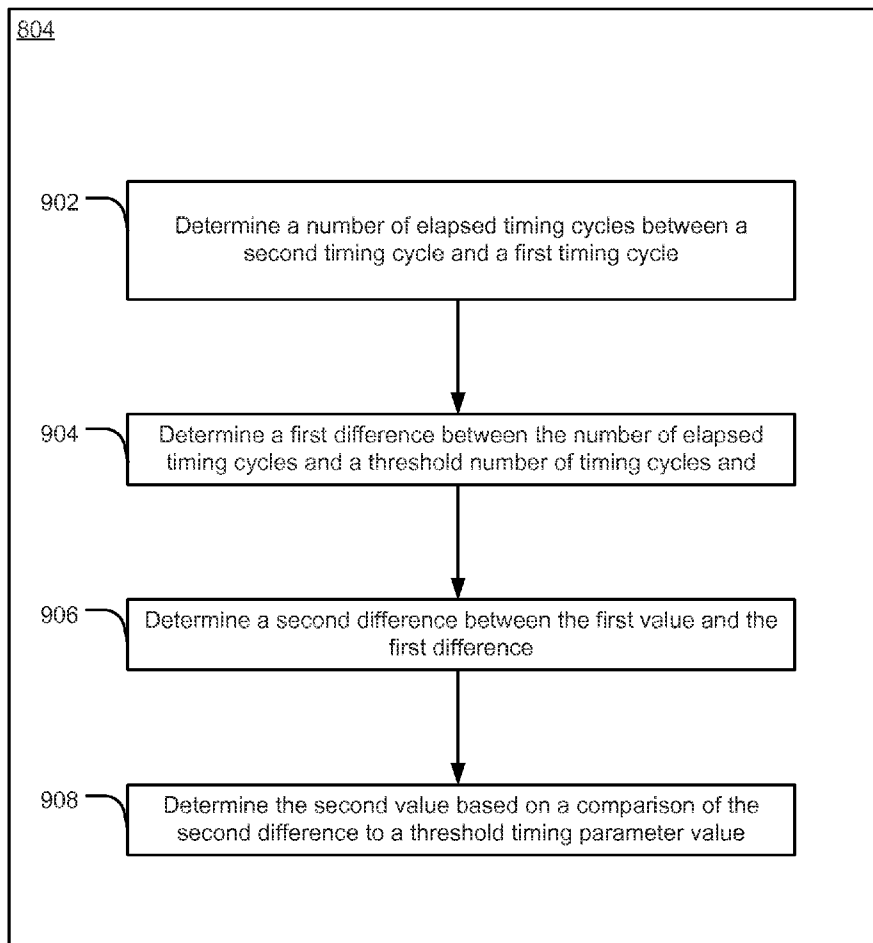 804
902
Determine a number of elapsed timing cycles between a
second timing cycle and a first timing cycle
904
Determine a first difference between the number of elapsed
timing cycles and a threshold number of timing cycles and
906
Determine a second difference between the first value and the
first difference
908
Determine the second value based on a comparison of the
second difference to a threshold timing parameter value